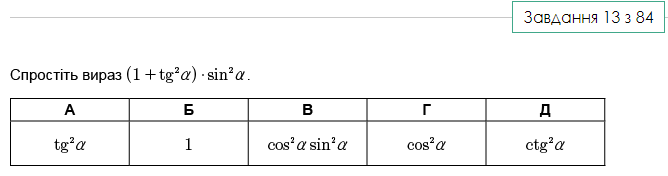 Завдання 13 з 84
Спростіть вираз (1 + tg²α) · sin²α.
А Б В Г Д
tg²α 1 cos²α sin²α cos²α ctg²α